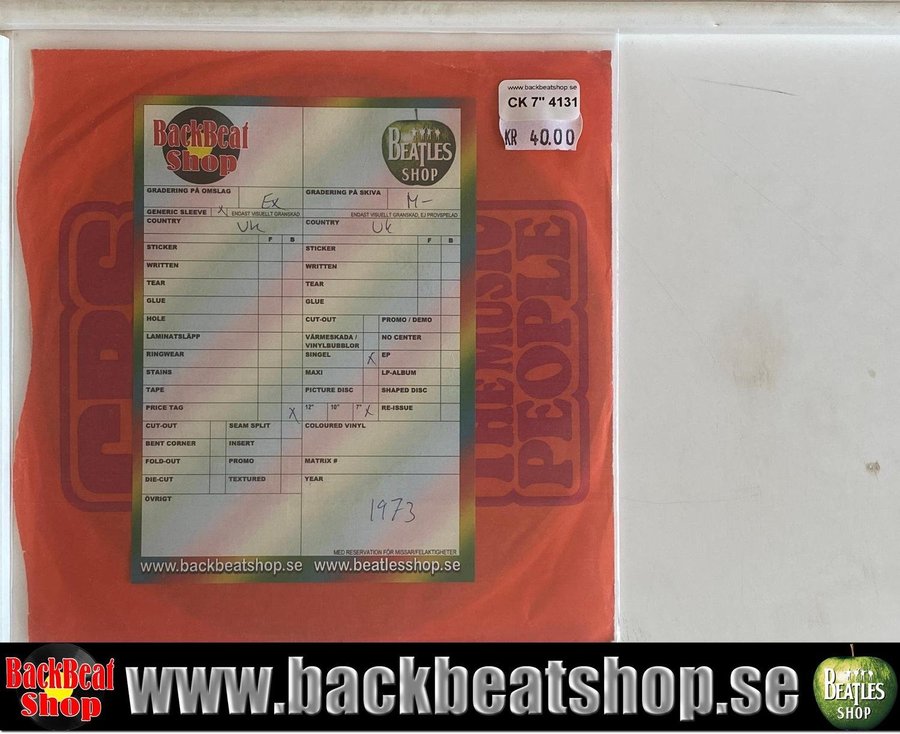 www.backbeatshop.se
CK 7" 4131
KR 40.00
BackBeat
Shop
BEATLES
SHOP
GRADERING PÅ OMSLAG Ex GRADERING PÅ SKIVA M-
GENERIC SLEEVE X ENDAST VISUELLT GRANSKAD ENDAST VISUELLT GRANSKAD, EJ PROVSPELAD
COUNTRY UK COUNTRY UK
F B F B
STICKER STICKER
WRITTEN WRITTEN
TEAR TEAR
GLUE GLUE
HOLE CUT-OUT PROMO / DEMO
LAMINATSLÄPP VÄRMESKADA / VINYLBUBBLOR NO CENTER
RINGWEAR SINGEL X EP
STAINS MAXI LP-ALBUM
TAPE PICTURE DISC SHAPED DISC
PRICE TAG X 12" 10" 7" X RE-ISSUE
CUT-OUT SEAM SPLIT COLOURED VINYL
BENT CORNER INSERT
FOLD-OUT PROMO MATRIX #
DIE-CUT TEXTURED YEAR
ÖVRIGT 1973
MED RESERVATION FÖR MISSAR/FELAKTIGHETER
www.backbeatshop.se www.beatlesshop.se
THE MUSIC
PEOPLE
BackBeat
Shop
www.backbeatshop.se
BEATLES
SHOP